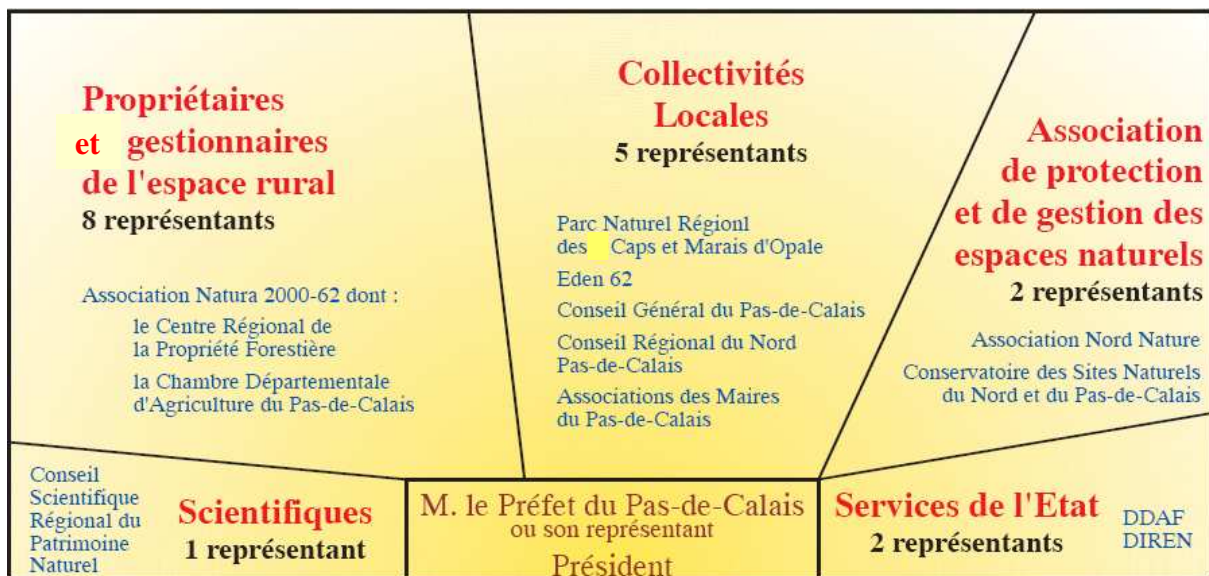 Propriétaires
et gestionnaires
de l'espace rural
8 représentants
Association Natura 2000-62 dont :
le Centre Régional de
la Propriété Forestière
la Chambre Départementale
d'Agriculture du Pas-de-Calais
Collectivités
Locales
5 représentants
Parc Naturel Régionl
des Caps et Marais d'Opale
Eden 62
Conseil Général du Pas-de-Calais
Conseil Régional du Nord
Pas-de-Calais
Associations des Maires
du Pas-de-Calais
Association
de protection
et de gestion des
espaces naturels
2 représentants
Association Nord Nature
Conservatoire des Sites Naturels
du Nord et du Pas-de-Calais
Conseil
Scientifique
Régional du
Patrimoine
Naturel
Scientifiques
1 représentant
M. le Préfet du Pas-de-Calais
ou son représentant
Président
Services de l'Etat
2 représentants
DDAF
DIREN